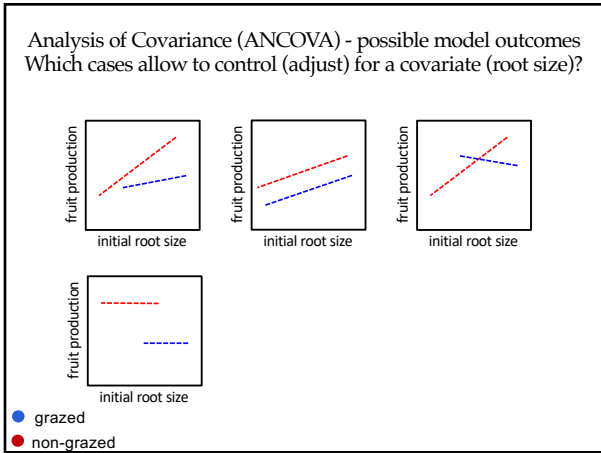 Analysis of Covariance (ANCOVA) - possible model outcomes
Which cases allow to control (adjust) for a covariate (root size)?
fruit production
initial root size
fruit production
initial root size
fruit production
initial root size
fruit production
initial root size
grazed
non-grazed